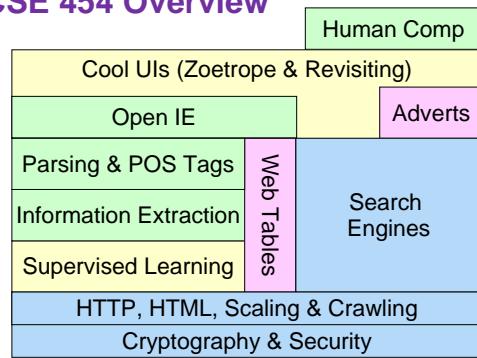 CSE 454 Overview
Human Comp
Cool UIs (Zoetrope & Revisiting)
Open IE
Adverts
Parsing & POS Tags
Web Tables
Search
Engines
Information Extraction
Supervised Learning
HTTP, HTML, Scaling & Crawling
Cryptography & Security